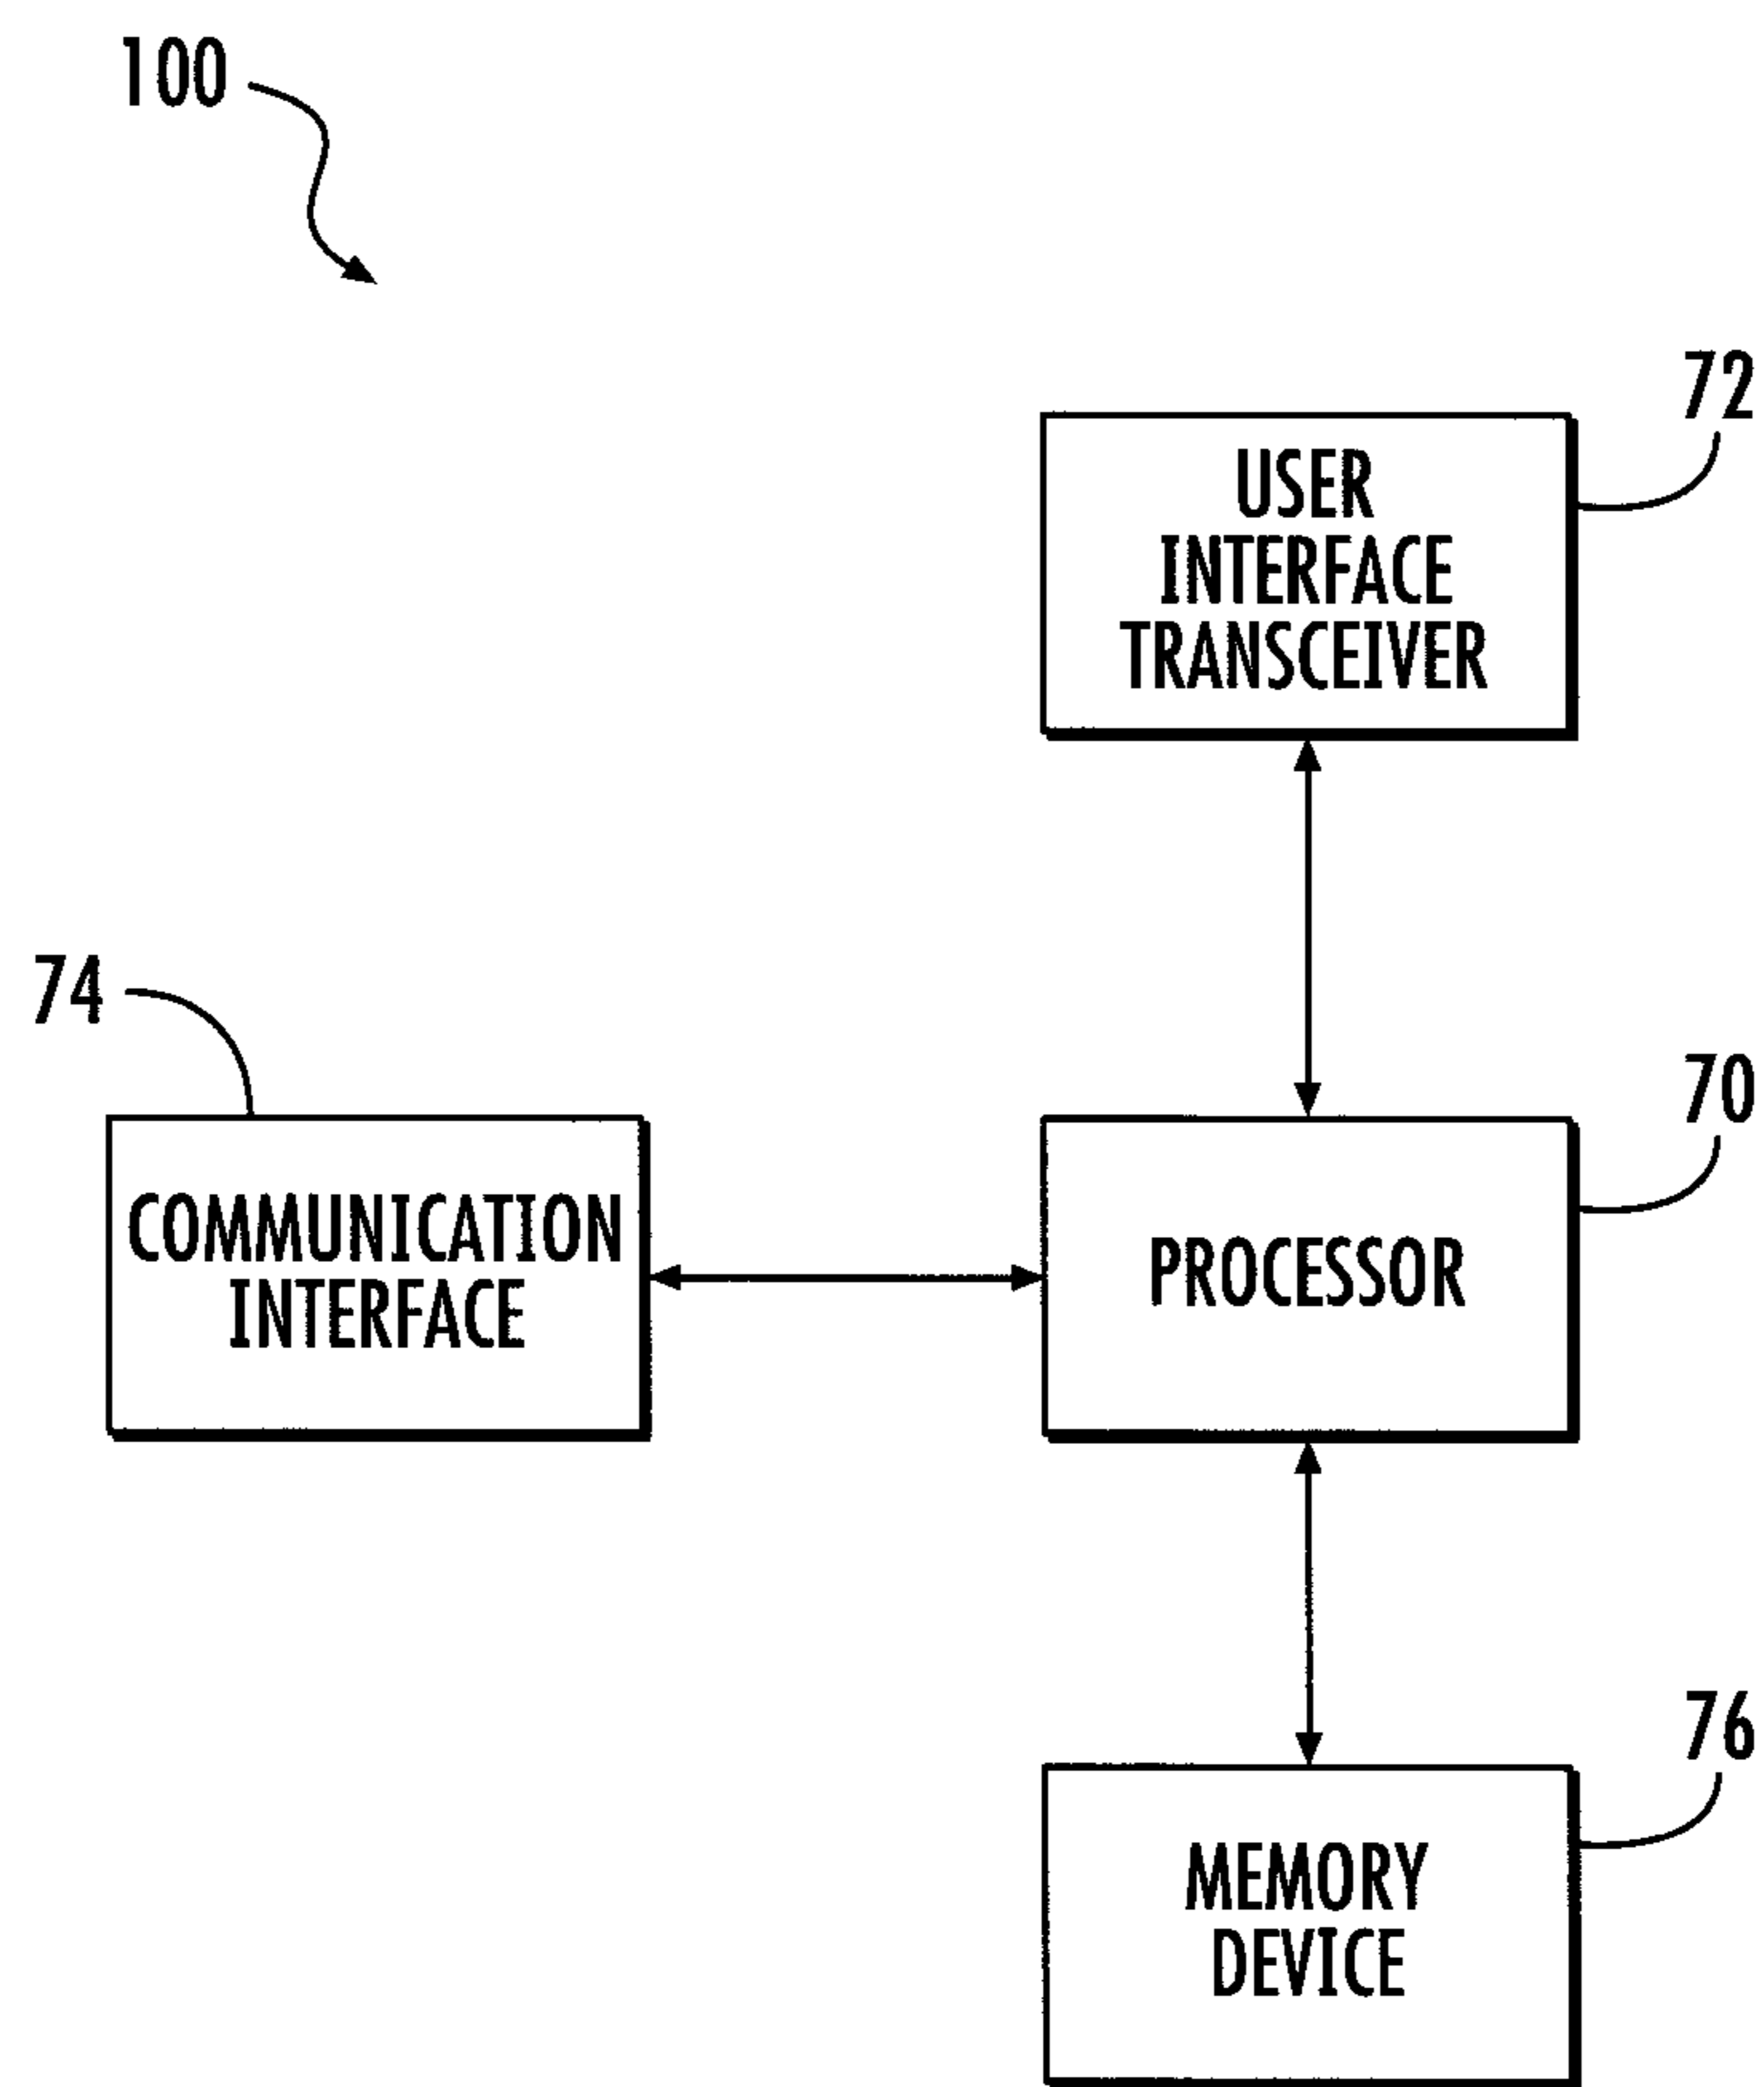 100
72
USER
INTERFACE
TRANSCEIVER
74
70
COMMUNICATION
INTERFACE
PROCESSOR
76
MEMORY
DEVICE